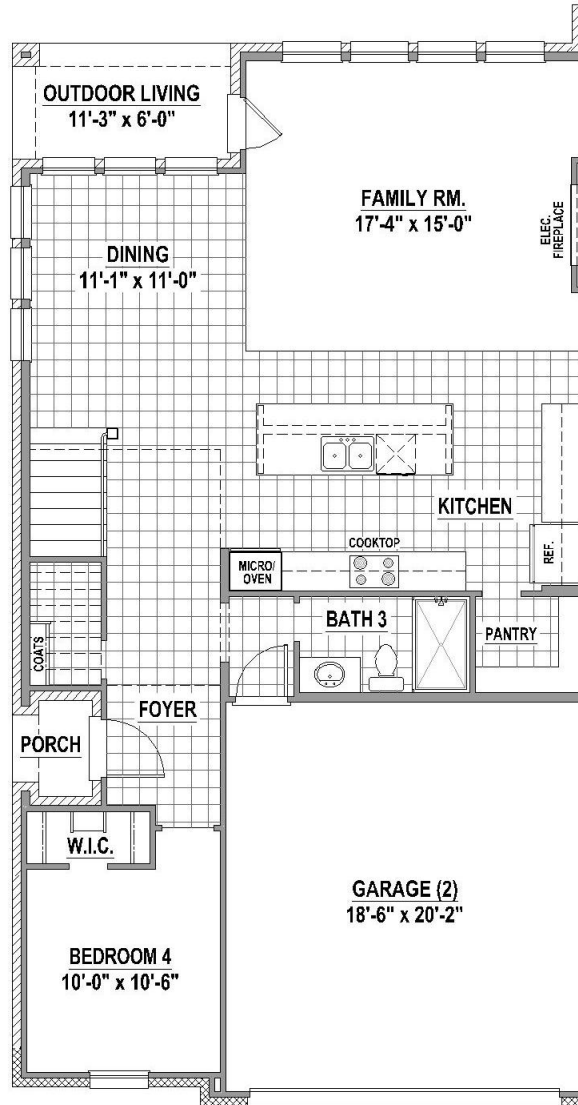 OUTDOOR LIVING
11'-3" x 6'-0"
FAMILY RM.
17'-4" x 15'-0"
ELEC.
FIREPLACE
DINING
11'-1" x 11'-0"
KITCHEN
COOKTOP
MICRO/
OVEN
REF.
BATH 3
PANTRY
COATS
FOYER
PORCH
W.I.C.
GARAGE (2)
18'-6" x 20'-2"
BEDROOM 4
10'-0" x 10'-6"